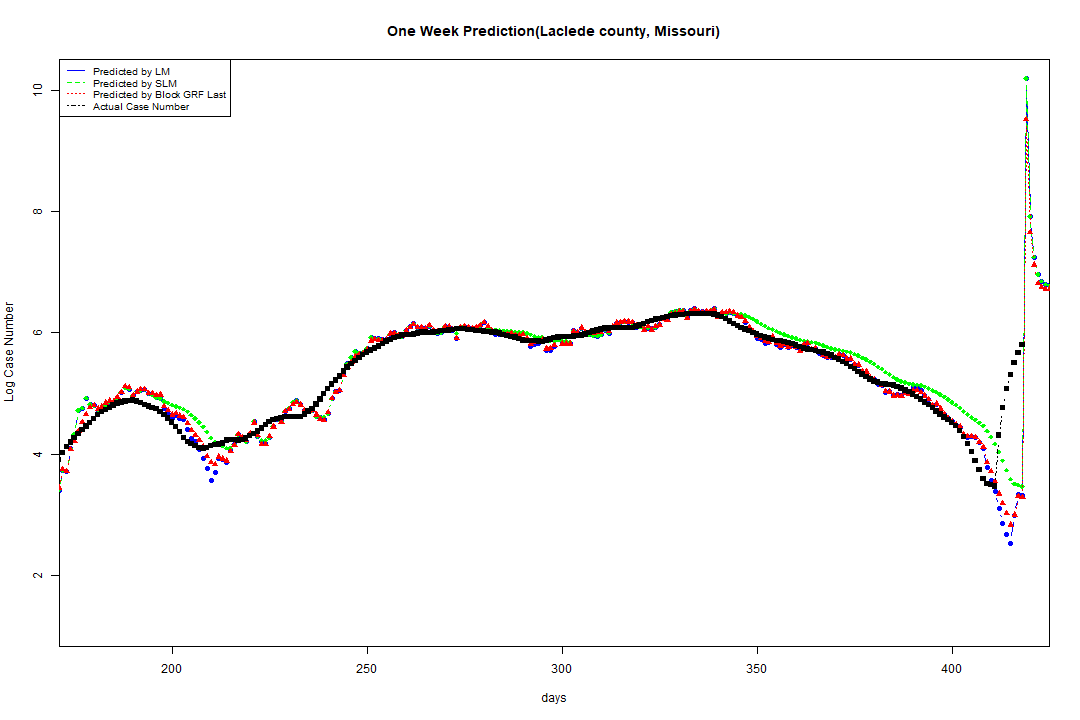 One Week Prediction(Laclede county, Missouri)
Predicted by LM
Predicted by SLM
Predicted by Block GRF Last
Actual Case Number
10
8
6
4
2
Log Case Number
200 250 300 350 400
days